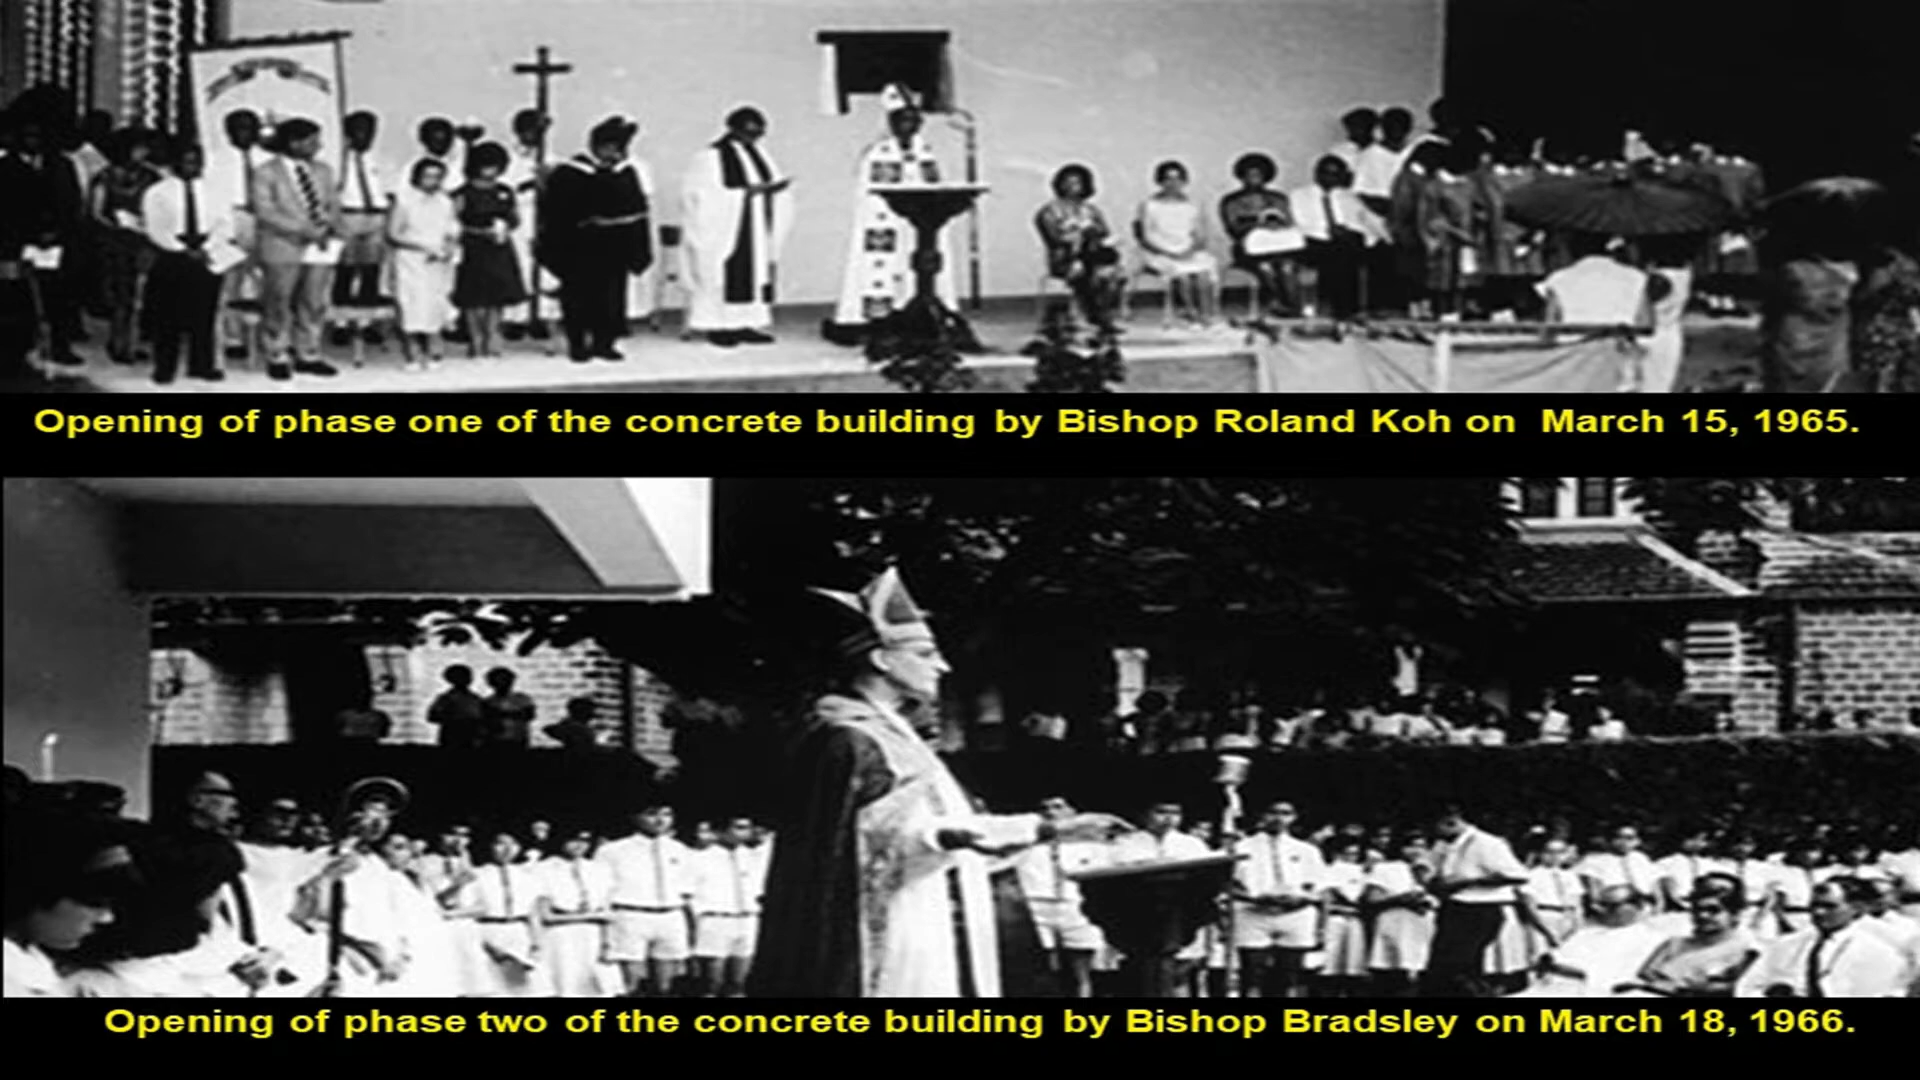 Opening of phase one of the concrete building by Bishop Roland Koh on March 15, 1965.
Opening of phase two of the concrete building by Bishop Bradsley on March 18, 1966.